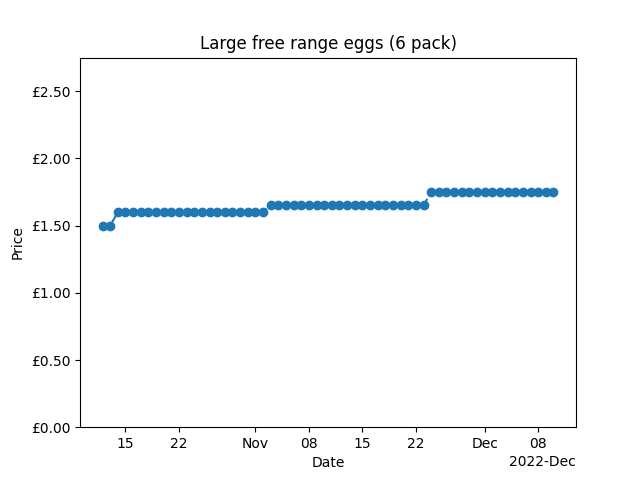 Large free range eggs (6 pack)
£2.50
£2.00
£1.50
£1.00
£0.50
£0.00
Price
15 22 Nov 08 15 22 Dec 08
Date
2022-Dec